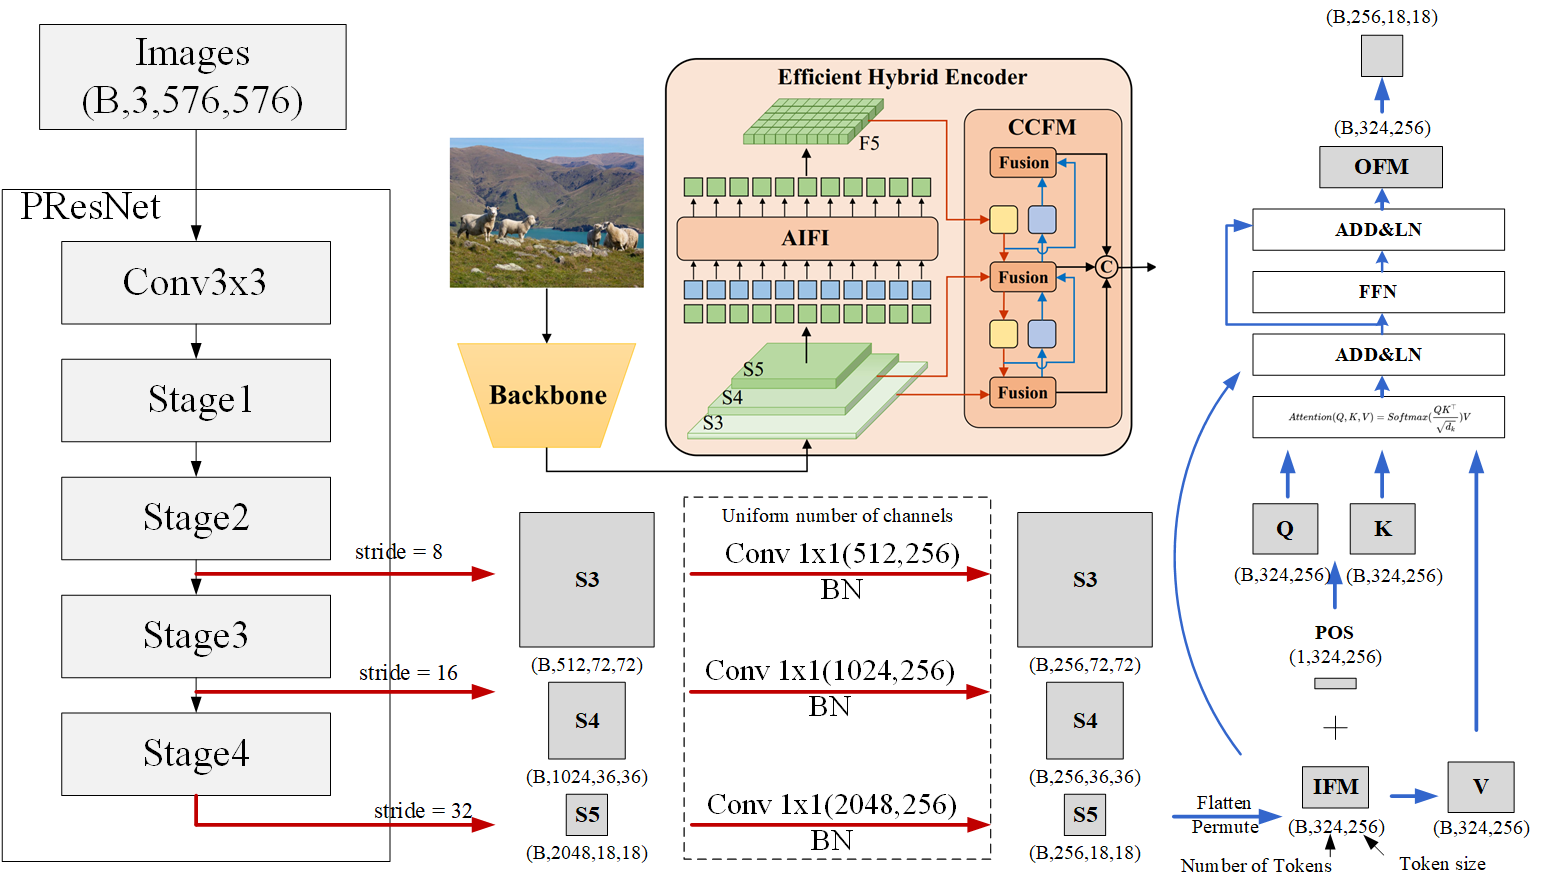 Images
(B,3,576,576)
PResNet
Conv3x3
Stage1
Stage2
Stage3
Stage4
stride = 8
stride = 16
stride = 32
Backbone
Efficient Hybrid Encoder
F5
AIFI
S5
S4
S3
CCFM
Fusion
Fusion
Fusion
C
S3
(B,512,72,72)
S4
(B,1024,36,36)
S5
(B,2048,18,18)
Uniform number of channels
Conv 1x1(512,256)
BN
Conv 1x1(1024,256)
BN
Conv 1x1(2048,256)
BN
S3
(B,256,72,72)
S4
(B,256,36,36)
S5
(B,256,18,18)
(B,256,18,18)
(B,324,256)
OFM
ADD&LN
FFN
ADD&LN
Attention(Q, K, V) = Softmax(QK^⊤/√d_k)V
Q
K
(B,324,256)
(B,324,256)
POS
(1,324,256)
+
IFM
V
Flatten
Permute
(B,324,256)
(B,324,256)
Number of Tokens
Token size